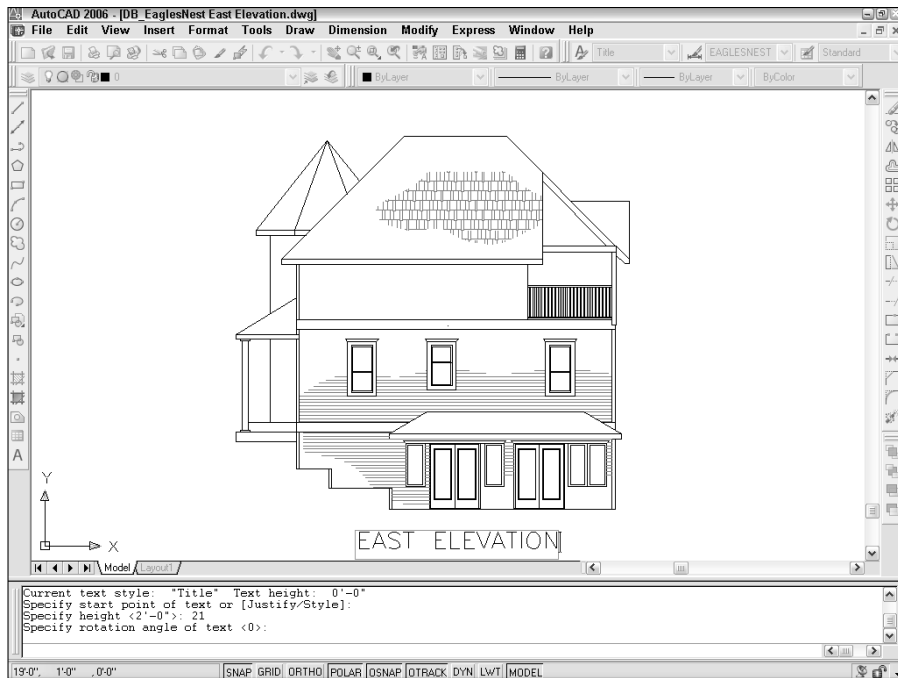 AutoCAD 2006 - [DB_EaglesNest East Elevation.dwg]
File Edit View Insert Format Tools Draw Dimension Modify Express Window Help
Title EAGLESNEST Standard
0 ByLayer ByLayer ByLayer ByColor
A
Y
X
EAST ELEVATION
Model Layout1
Current text style: "Title" Text height: 0'-0"
Specify start point of text or [Justify/Style]:
Specify height <2'-0">: 21
Specify rotation angle of text <0>:
19'0", 1'0" ,0'0" SNAP GRID ORTHO POLAR OSNAP OTRACK DYN LWT MODEL